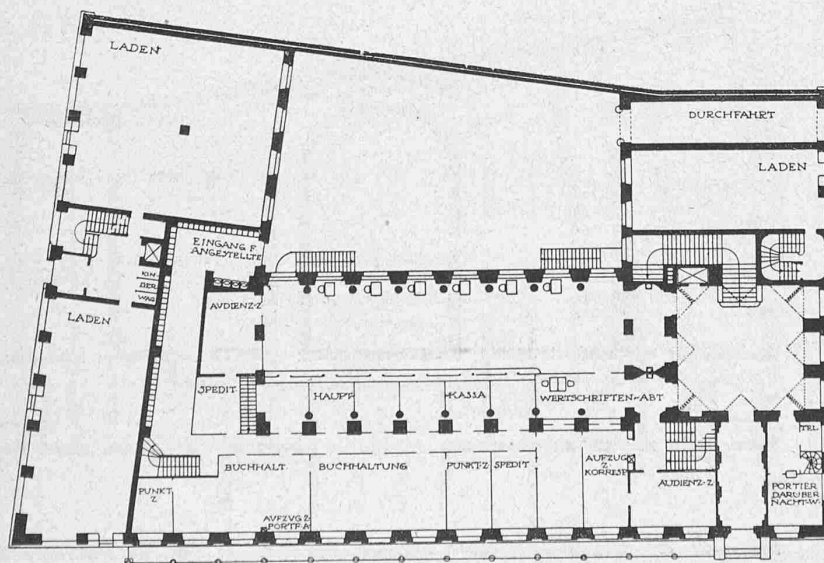 LADEN
DURCHFAHRT
LADEN
EINGANG F.
ANGESTELLTE
KIN-
DER
WAG.
AUDIENZ-Z
LADEN
SPEDIT
HAUPT
KASSA
WERTSCHRIFTEN-ABT
TEL
BUCHHALT.
BUCHHALTUNG
PUNKT-Z
SPEDIT.
AUFZUG
Z.
KORRESP.
AUDIENZ-Z
PORTIER
DARÜBER
NACHT-W.
PUNKT
Z
AUFZUG Z.
PORTF.A